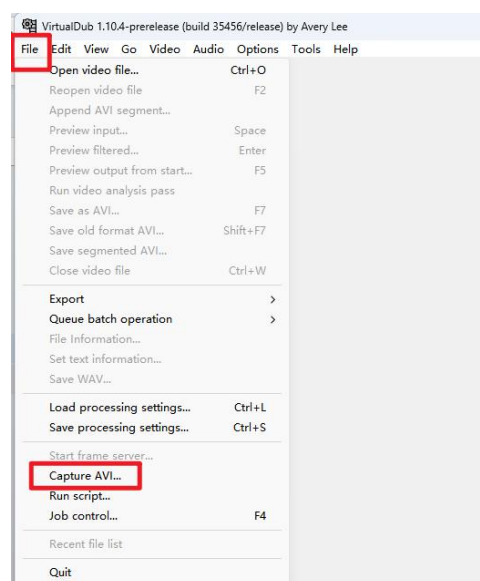 VirtualDub 1.10.4-prerelease (build 35456/release) by Avery Lee
File Edit View Go Video Audio Options Tools Help
Open video file... Ctrl+O
Reopen video file F2
Append AVI segment...
Preview input... Space
Preview filtered... Enter
Preview output from start... F5
Run video analysis pass
Save as AVI... F7
Save old format AVI... Shift+F7
Save segmented AVI...
Close video file Ctrl+W
Export >
Queue batch operation >
File Information...
Set text information...
Save WAV...
Load processing settings... Ctrl+L
Save processing settings... Ctrl+S
Start frame server...
Capture AVI...
Run script...
Job control... F4
Recent file list
Quit